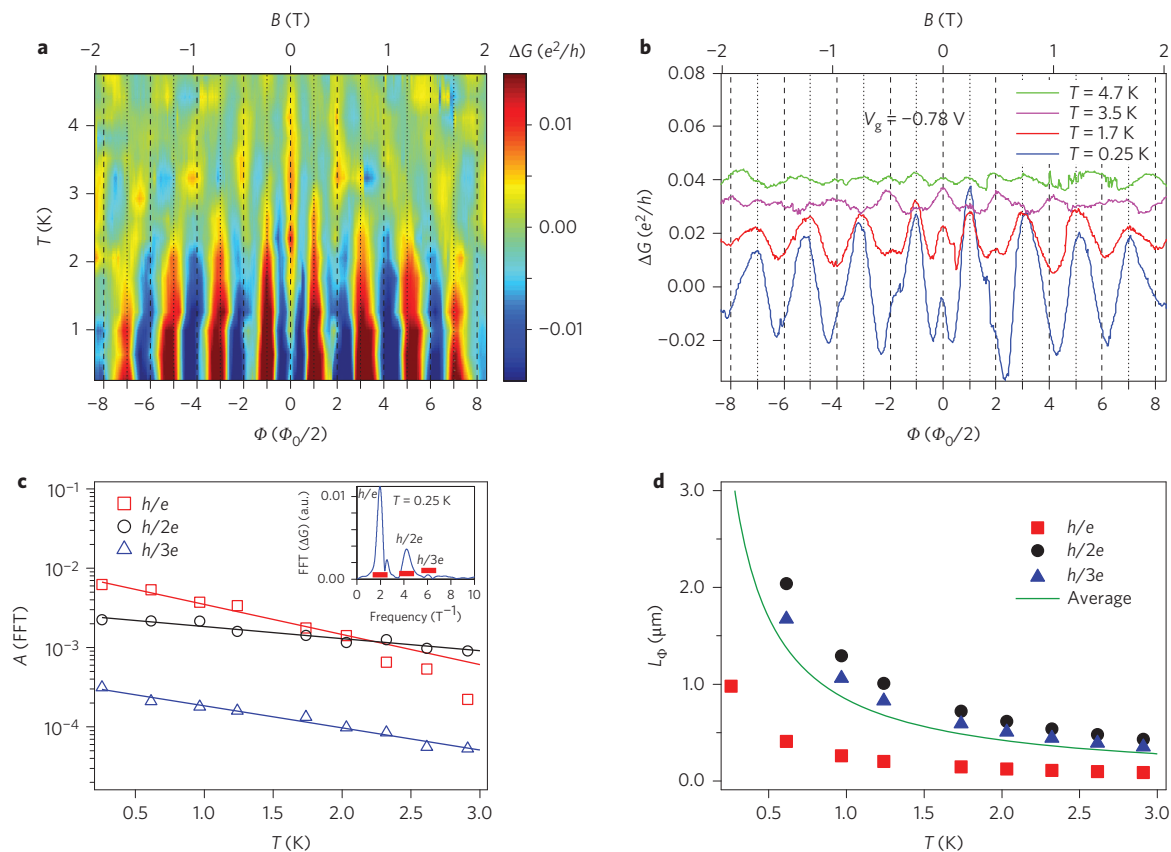 a
B (T)
−2 −1 0 1 2
ΔG (e²/h)
0.01
0.00
−0.01
4
3
2
1
T (K)
−8 −6 −4 −2 0 2 4 6 8
Φ (Φ₀/2)
b
B (T)
−2 −1 0 1 2
0.08
0.06
0.04
0.02
0.00
−0.02
ΔG (e²/h)
V_g = −0.78 V
T = 4.7 K
T = 3.5 K
T = 1.7 K
T = 0.25 K
−8 −6 −4 −2 0 2 4 6 8
Φ (Φ₀/2)
c
10⁻¹
10⁻²
10⁻³
10⁻⁴
A (FFT)
h/e
h/2e
h/3e
0.01
0.00
FFT (ΔG) (a.u.)
h/e
T = 0.25 K
h/2e
h/3e
0 2 4 6 8 10
Frequency (T⁻¹)
0.5 1.0 1.5 2.0 2.5 3.0
T (K)
d
3.0
2.0
1.0
0.0
L_Φ (μm)
h/e
h/2e
h/3e
Average
0.5 1.0 1.5 2.0 2.5 3.0
T (K)